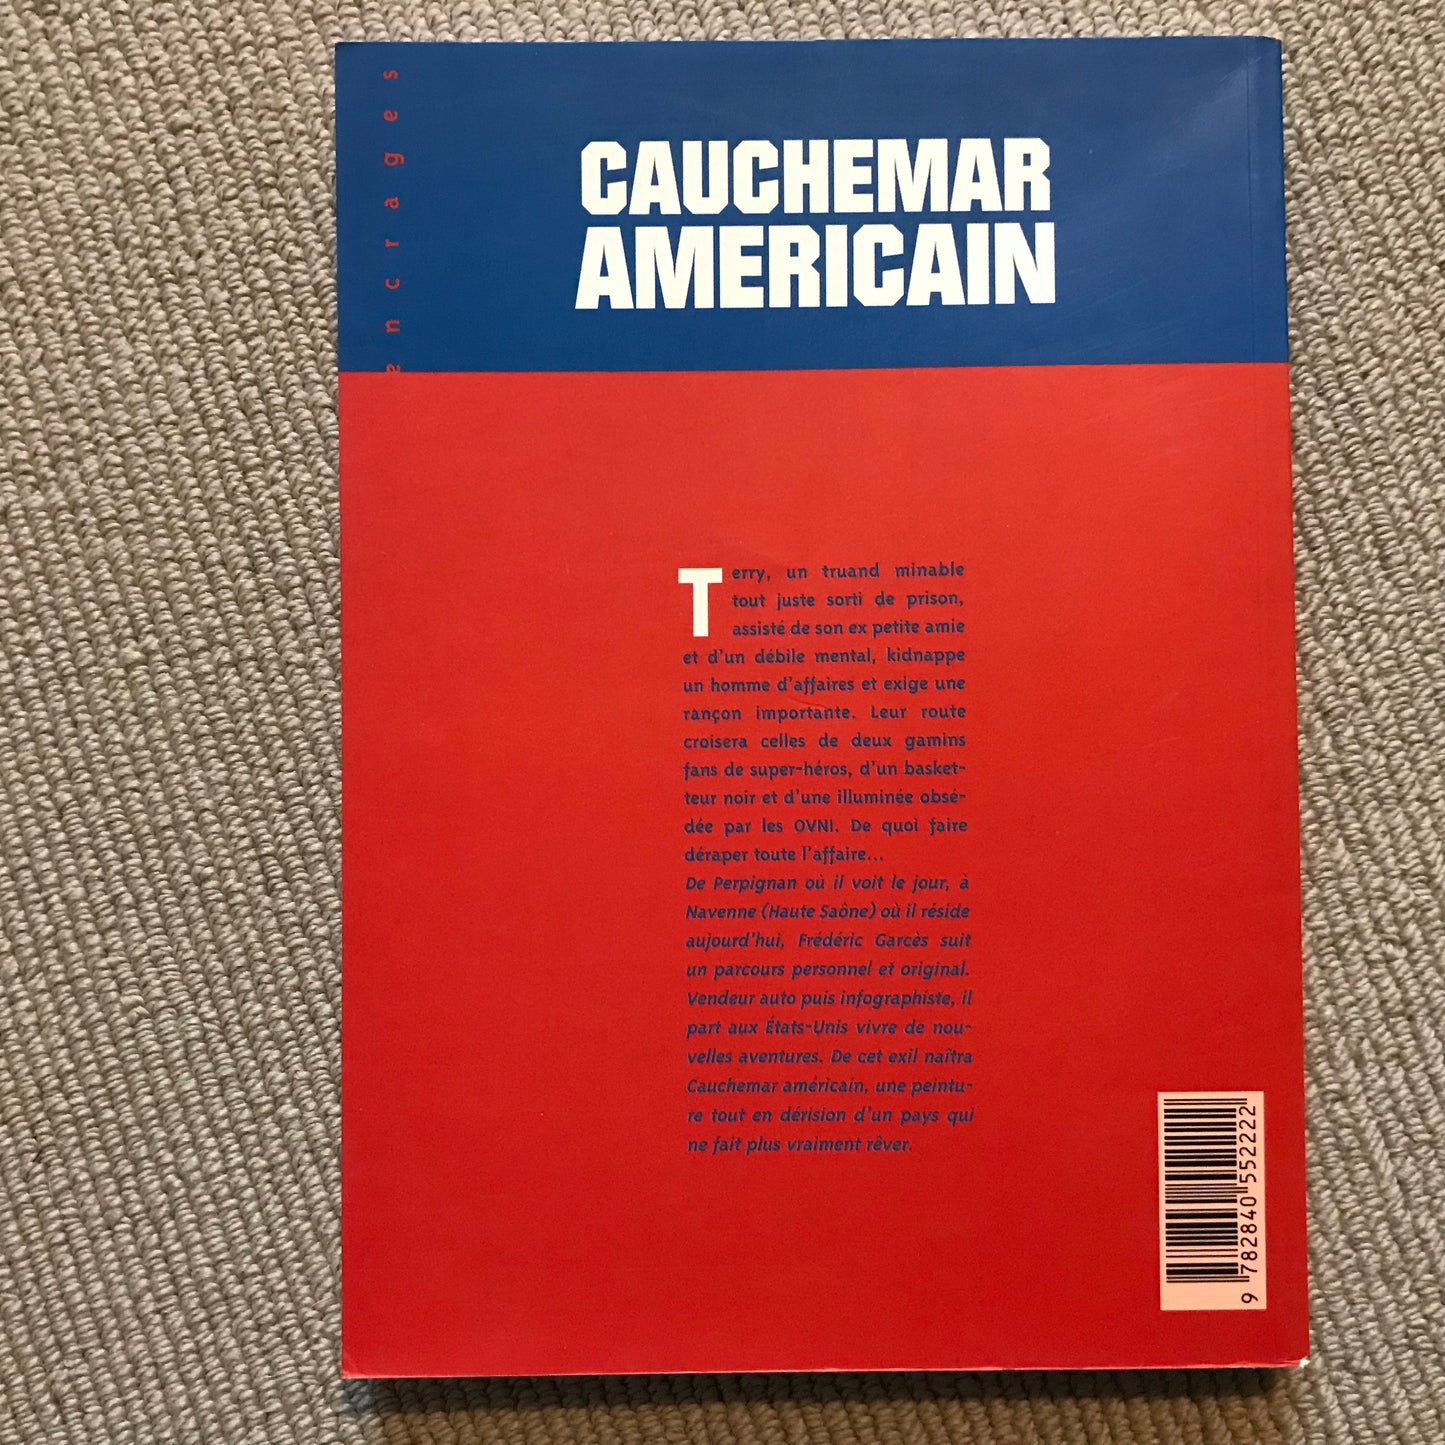 encrages
CAUCHEMAR
AMERICAIN
Terry, un truand minable
tout juste sorti de prison,
assisté de son ex petite amie
et d'un débile mental, kidnappe
un homme d'affaires et exige une
rançon importante. Leur route
croisera celles de deux gamins
fans de super-héros, d'un basket-
teur noir et d'une illuminée obsé-
dée par les OVNI. De quoi faire
déraper toute l'affaire...
De Perpignan où il voit le jour, à
Navenne (Haute Saône) où il réside
aujourd'hui, Frédéric Garcès suit
un parcours personnel et original.
Vendeur auto puis infographiste, il
part aux États-Unis vivre de nou-
velles aventures. De cet exil naîtra
Cauchemar américain, une peintu-
re tout en dérision d'un pays qui
ne fait plus vraiment rêver.
9 782840 552222